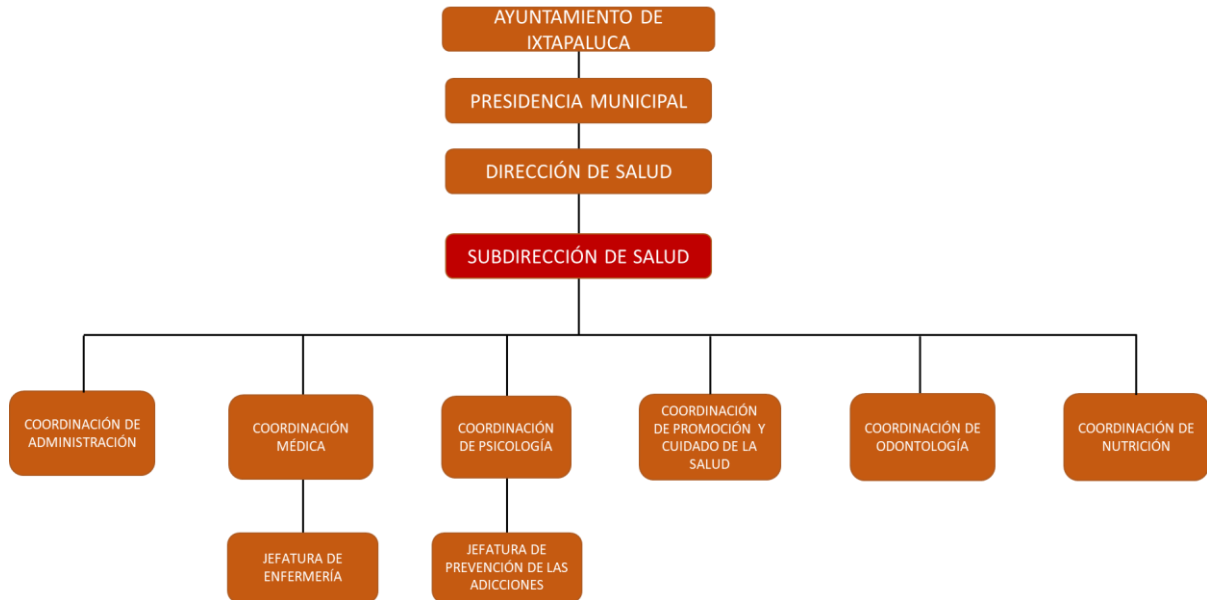 AYUNTAMIENTO DE
IXTAPALUCA
PRESIDENCIA MUNICIPAL
DIRECCIÓN DE SALUD
SUBDIRECCIÓN DE SALUD
COORDINACIÓN DE
ADMINISTRACIÓN
COORDINACIÓN
MÉDICA
COORDINACIÓN
DE PSICOLOGÍA
COORDINACIÓN
DE PROMOCIÓN Y
CUIDADO DE LA
SALUD
COORDINACIÓN DE
ODONTOLOGÍA
COORDINACIÓN DE
NUTRICIÓN
JEFATURA DE
ENFERMERÍA
JEFATURA DE
PREVENCIÓN DE LAS
ADICCIONES